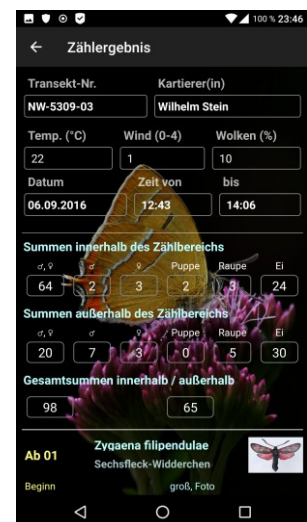 100 % 23:46
← Zählergebnis
Transekt-Nr. Kartierer(in)
NW-5309-03 Wilhelm Stein
Temp. (°C) Wind (0-4) Wolken (%)
22 1 10
Datum Zeit von bis
06.09.2016 12:43 14:06
Summen innerhalb des Zählbereichs
♂, ♀ ♂ ♀ Puppe Raupe Ei
64 2 3 2 3 24
Summen außerhalb des Zählbereichs
♂, ♀ ♂ ♀ Puppe Raupe Ei
20 7 3 0 5 30
Gesamtsummen innerhalb / außerhalb
98 65
Ab 01 Zygaena filipendulae
Sechsfleck-Widderchen
Beginn groß, Foto